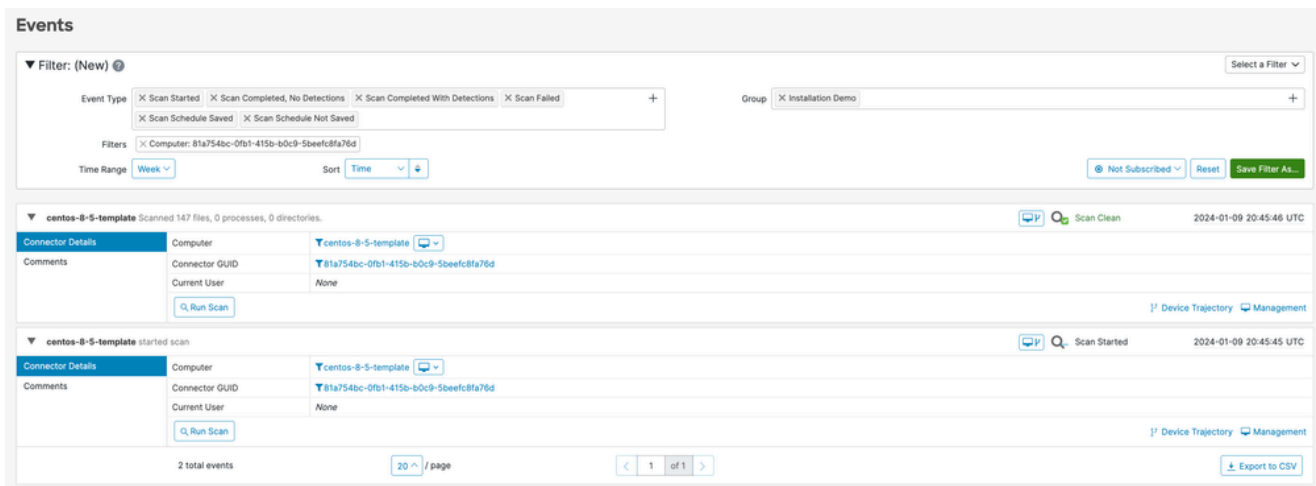 Events
Filter: (New)
Select a Filter
Event Type
Scan Started Scan Completed, No Detections Scan Completed With Detections Scan Failed
Scan Schedule Saved Scan Schedule Not Saved
Group Installation Demo
Filters Computer: 81a754bc-0fb1-415b-b0c9-5beefc8fa76d
Time Range Week Sort Time Not Subscribed Reset Save Filter As...
centos-8-5-template Scanned 147 files, 0 processes, 0 directories. Scan Clean 2024-01-09 20:45:46 UTC
Connector Details Computer centos-8-5-template
Comments Connector GUID 81a754bc-0fb1-415b-b0c9-5beefc8fa76d
Current User None
Run Scan Device Trajectory Management
centos-8-5-template started scan Scan Started 2024-01-09 20:45:45 UTC
Connector Details Computer centos-8-5-template
Comments Connector GUID 81a754bc-0fb1-415b-b0c9-5beefc8fa76d
Current User None
Run Scan Device Trajectory Management
2 total events 20 / page 1 of 1 Export to CSV